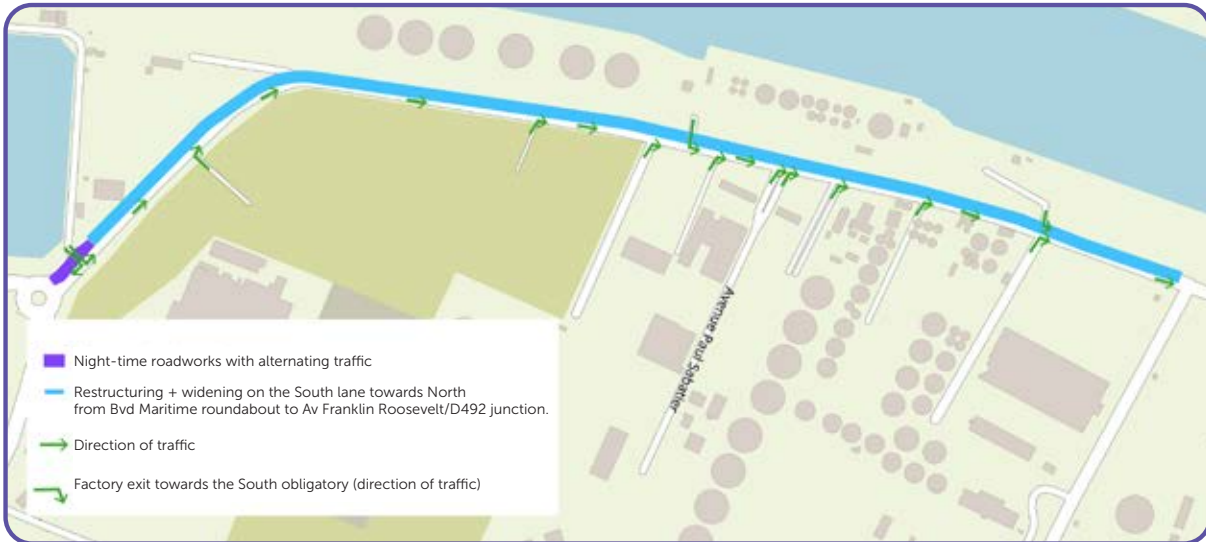 Avenue Paul Sabatier
Night-time roadworks with alternating traffic
Restructuring + widening on the South lane towards North
from Bvd Maritime roundabout to Av Franklin Roosevelt/D492 junction.
Direction of traffic
Factory exit towards the South obligatory (direction of traffic)